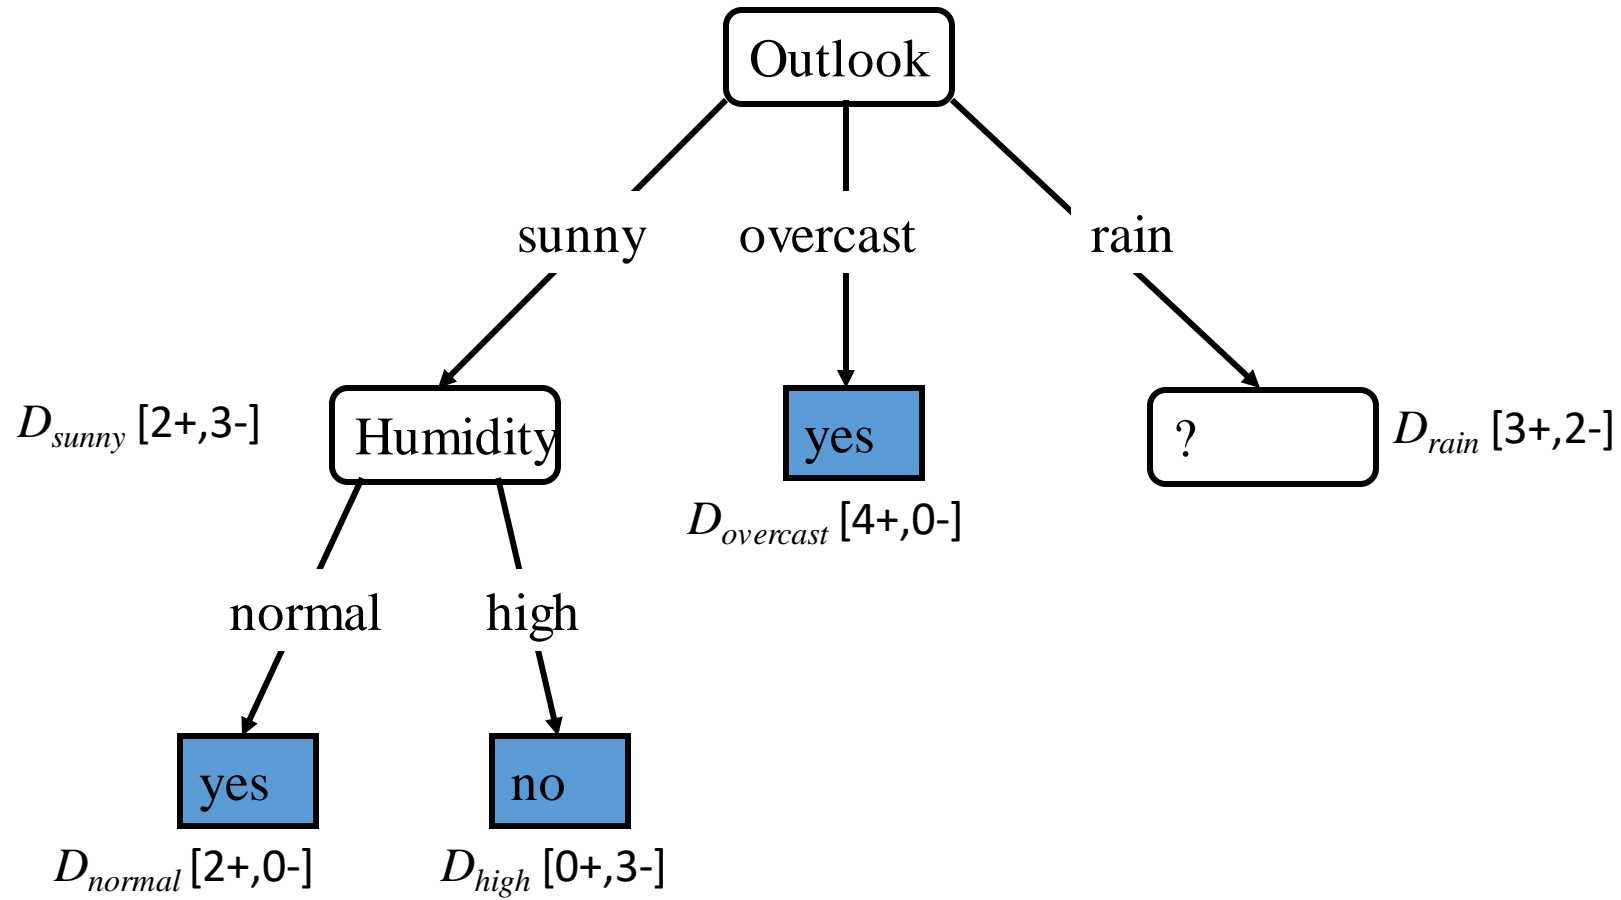 Outlook
sunny overcast rain
D_sunny [2+,3-] Humidity yes ? D_rain [3+,2-]
D_overcast [4+,0-]
normal high
yes no
D_normal [2+,0-] D_high [0+,3-]